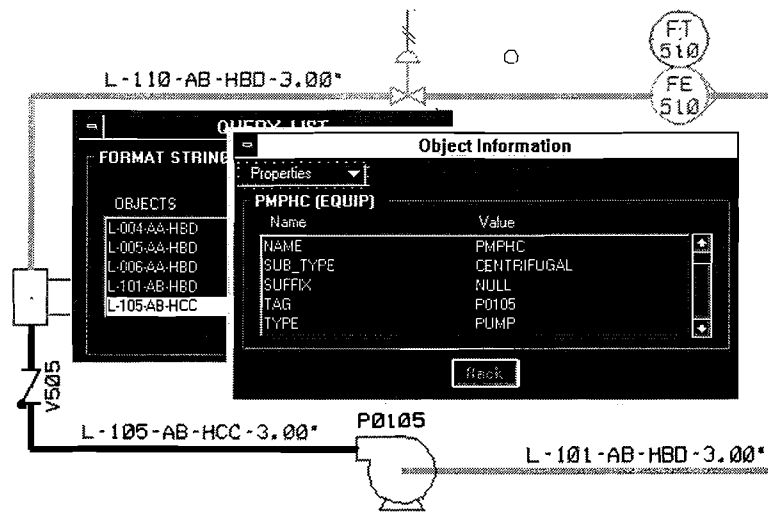 FT
510
L-110-AB-HBD-3.00"
FE
510
QUERY LIST
Object Information
FORMAT STRING
Properties
PMPHC (EQUIP)
OBJECTS
Name Value
L-004-AA-HBD
L-005-AA-HBD
L-006-AA-HBD
L-101-AB-HBD
L-105-AB-HCC
NAME PMPHC
SUB_TYPE CENTRIFUGAL
SUFFIX NULL
TAG P0105
TYPE PUMP
Back
V505
L-105-AB-HCC-3.00"
P0105
L-101-AB-HBD-3.00"